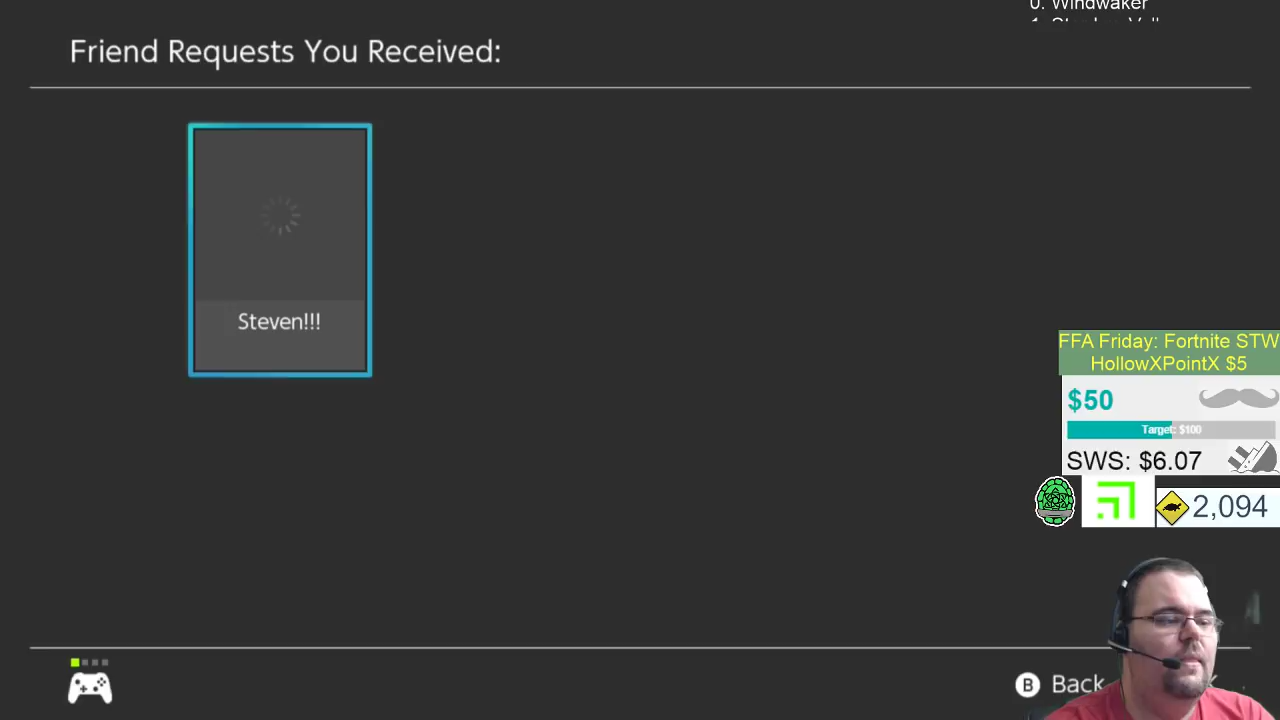 0. Windwaker
Friend Requests You Received:
Steven!!!
FFA Friday: Fortnite STW
HollowXPointX $5
$50
Target: $100
SWS: $6.07
2,094
B Back